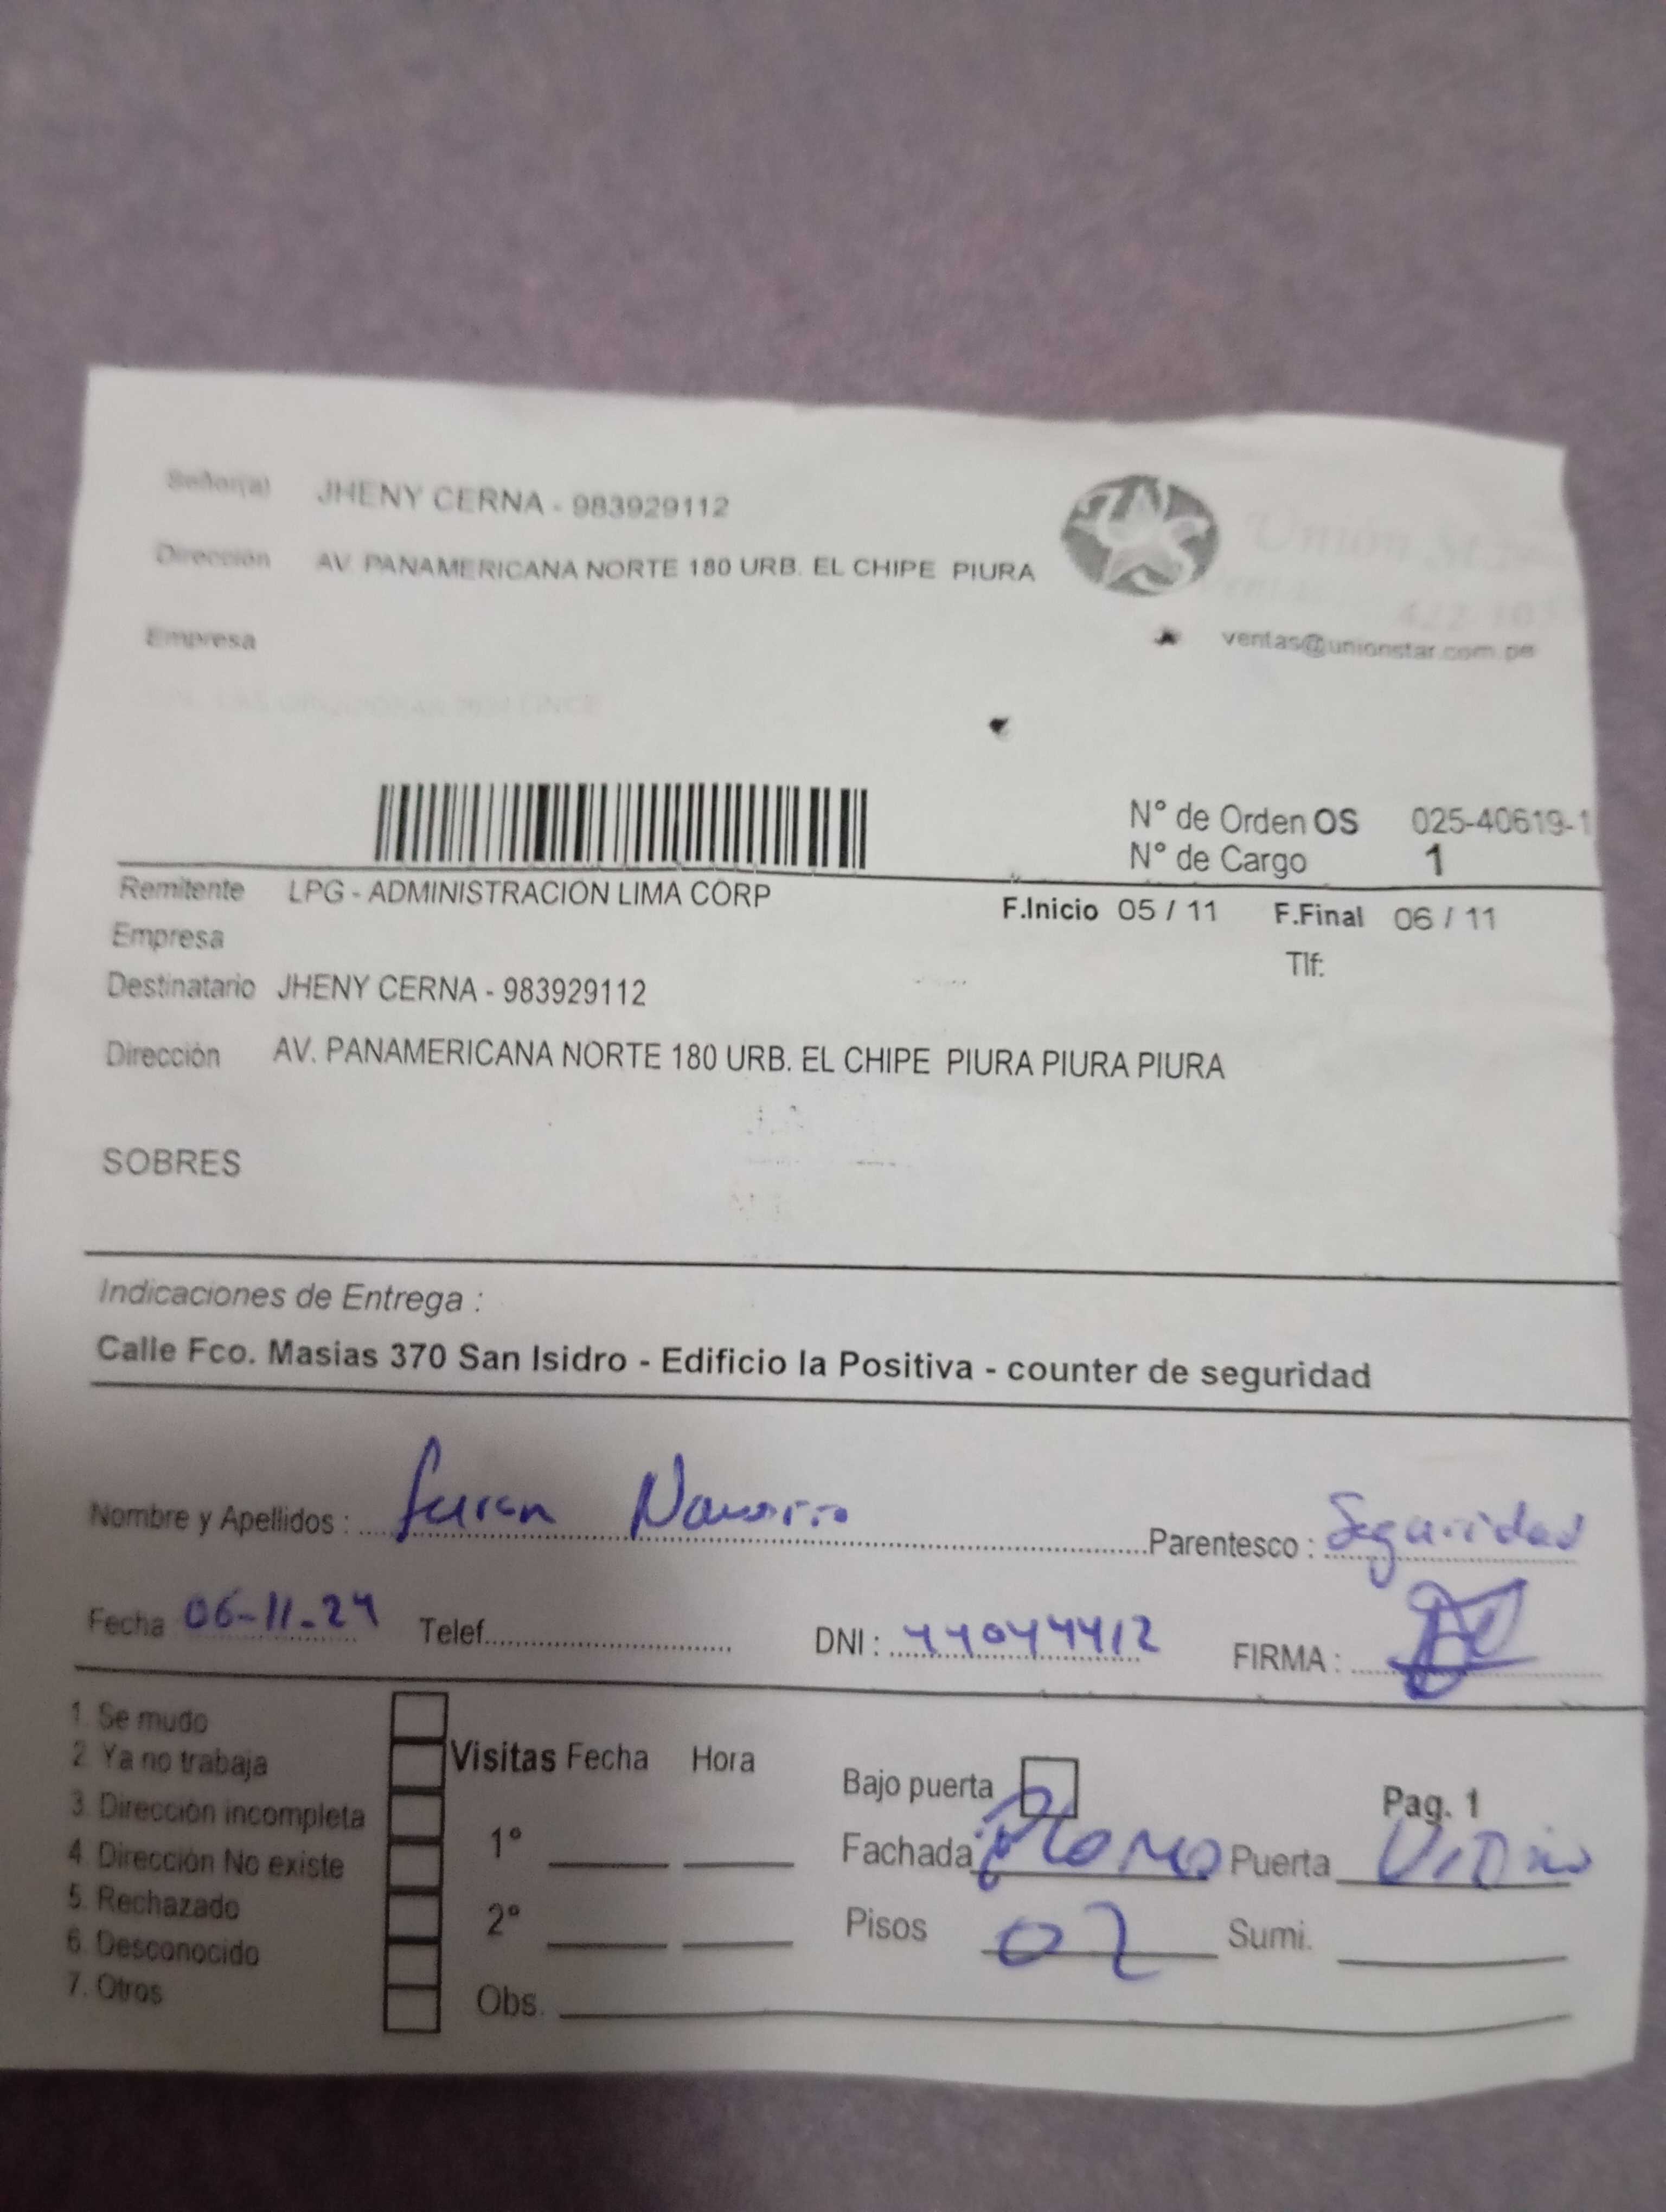 Señor(a) JHENY CERNA - 983929112
Dirección AV. PANAMERICANA NORTE 180 URB. EL CHIPE PIURA
Unión Star
Empresa
ventas@unionstar.com.pe
N° de Orden OS 025-40619-1
N° de Cargo 1
Remitente LPG - ADMINISTRACION LIMA CORP
F.Inicio 05 / 11 F.Final 06 / 11
Empresa
Tlf:
Destinatario JHENY CERNA - 983929112
Dirección AV. PANAMERICANA NORTE 180 URB. EL CHIPE PIURA PIURA PIURA
SOBRES
Indicaciones de Entrega :
Calle Fco. Masias 370 San Isidro - Edificio la Positiva - counter de seguridad
Nombre y Apellidos : Navarro Parentesco : Seguridad
Fecha 06-11-24 Telef. DNI : 44044412 FIRMA :
1. Se mudo
2. Ya no trabaja
3. Dirección incompleta
4. Dirección No existe
5. Rechazado
6. Desconocido
7. Otros
Visitas Fecha Hora
1°
2°
Obs.
Bajo puerta
Pag. 1
Fachada Plomo Puerta Vidrio
Pisos 02 Sumi.